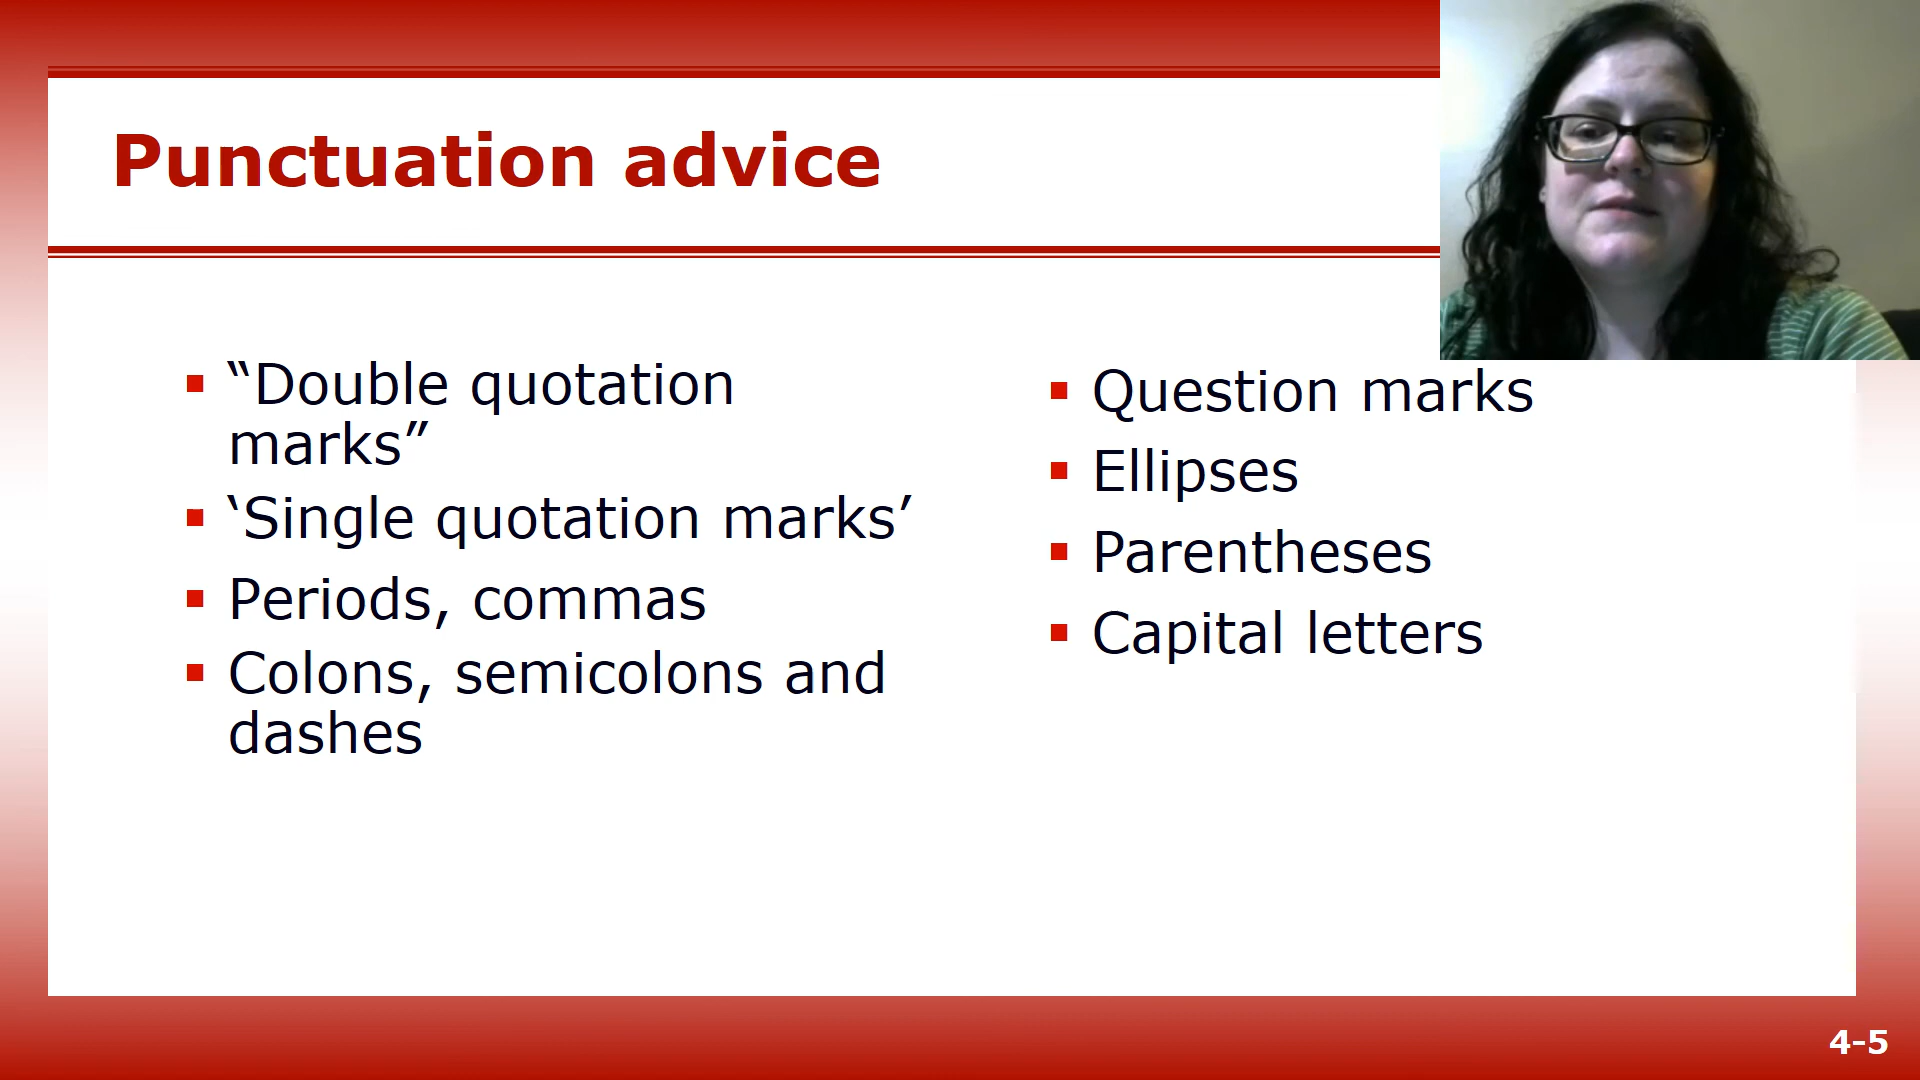 Punctuation advice
“Double quotation
marks”
‘Single quotation marks’
Periods, commas
Colons, semicolons and
dashes
Question marks
Ellipses
Parentheses
Capital letters
4-5